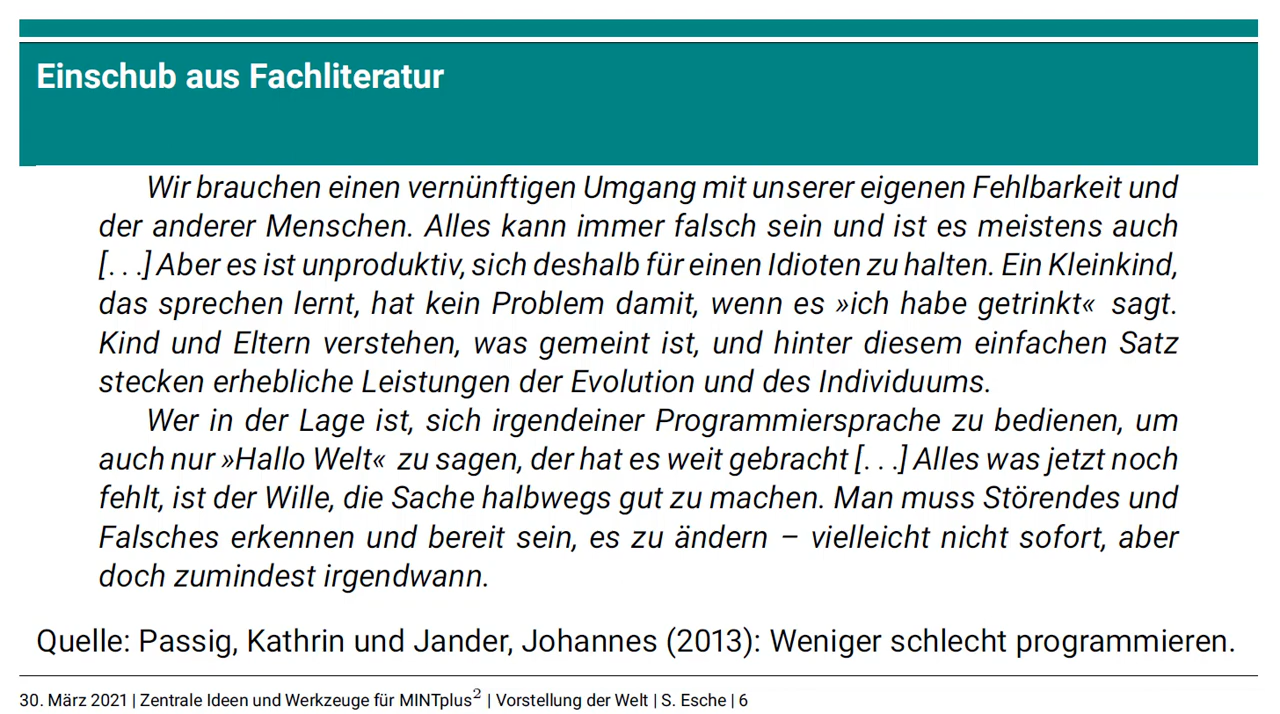 Einschub aus Fachliteratur
Wir brauchen einen vernünftigen Umgang mit unserer eigenen Fehlbarkeit und
der anderer Menschen. Alles kann immer falsch sein und ist es meistens auch
[. . .] Aber es ist unproduktiv, sich deshalb für einen Idioten zu halten. Ein Kleinkind,
das sprechen lernt, hat kein Problem damit, wenn es »ich habe getrinkt« sagt.
Kind und Eltern verstehen, was gemeint ist, und hinter diesem einfachen Satz
stecken erhebliche Leistungen der Evolution und des Individuums.
Wer in der Lage ist, sich irgendeiner Programmiersprache zu bedienen, um
auch nur »Hallo Welt« zu sagen, der hat es weit gebracht [. . .] Alles was jetzt noch
fehlt, ist der Wille, die Sache halbwegs gut zu machen. Man muss Störendes und
Falsches erkennen und bereit sein, es zu ändern – vielleicht nicht sofort, aber
doch zumindest irgendwann.
Quelle: Passig, Kathrin und Jander, Johannes (2013): Weniger schlecht programmieren.
30. März 2021 | Zentrale Ideen und Werkzeuge für MINTplus² | Vorstellung der Welt | S. Esche | 6